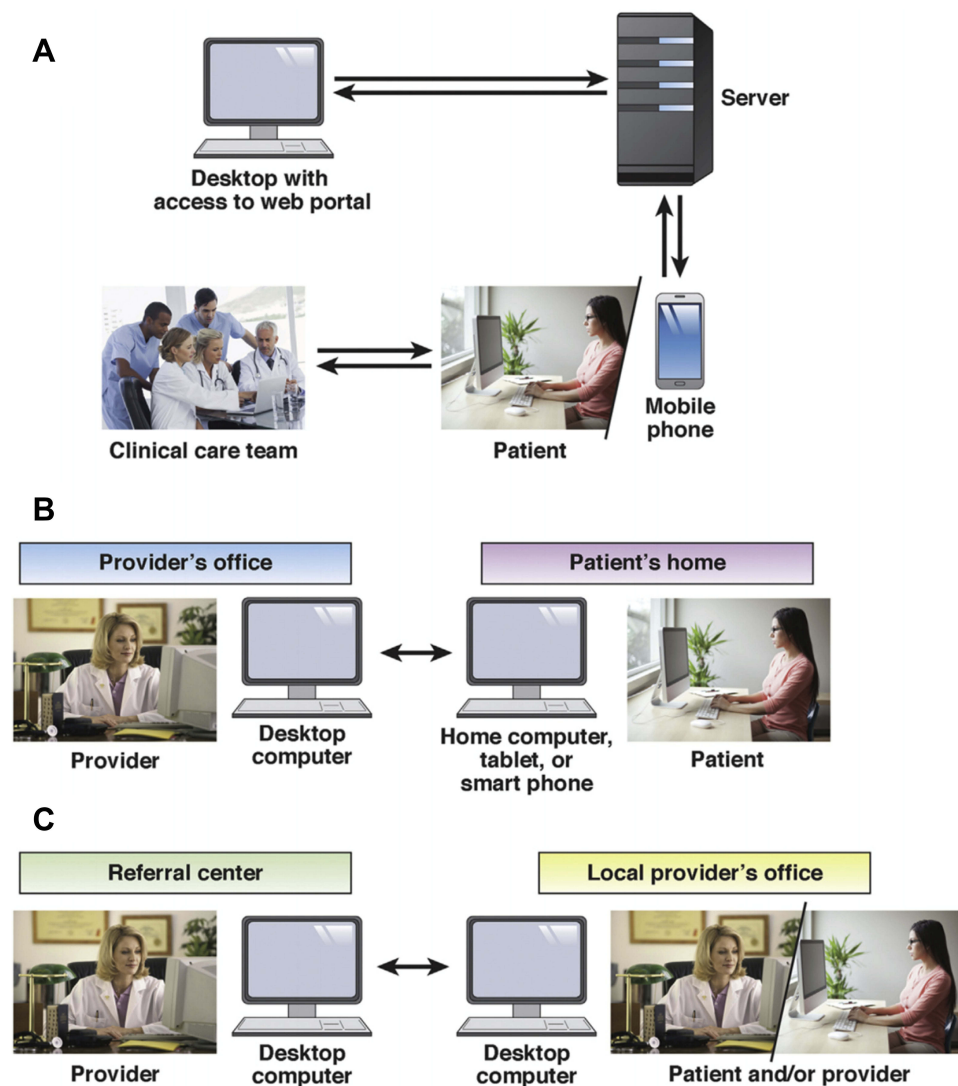 A
Server
Desktop with
access to web portal
Clinical care team
Patient
Mobile
phone
B
Provider's office
Patient's home
Provider
Desktop
computer
Home computer,
tablet, or
smart phone
Patient
C
Referral center
Local provider's office
Provider
Desktop
computer
Desktop
computer
Patient and/or provider